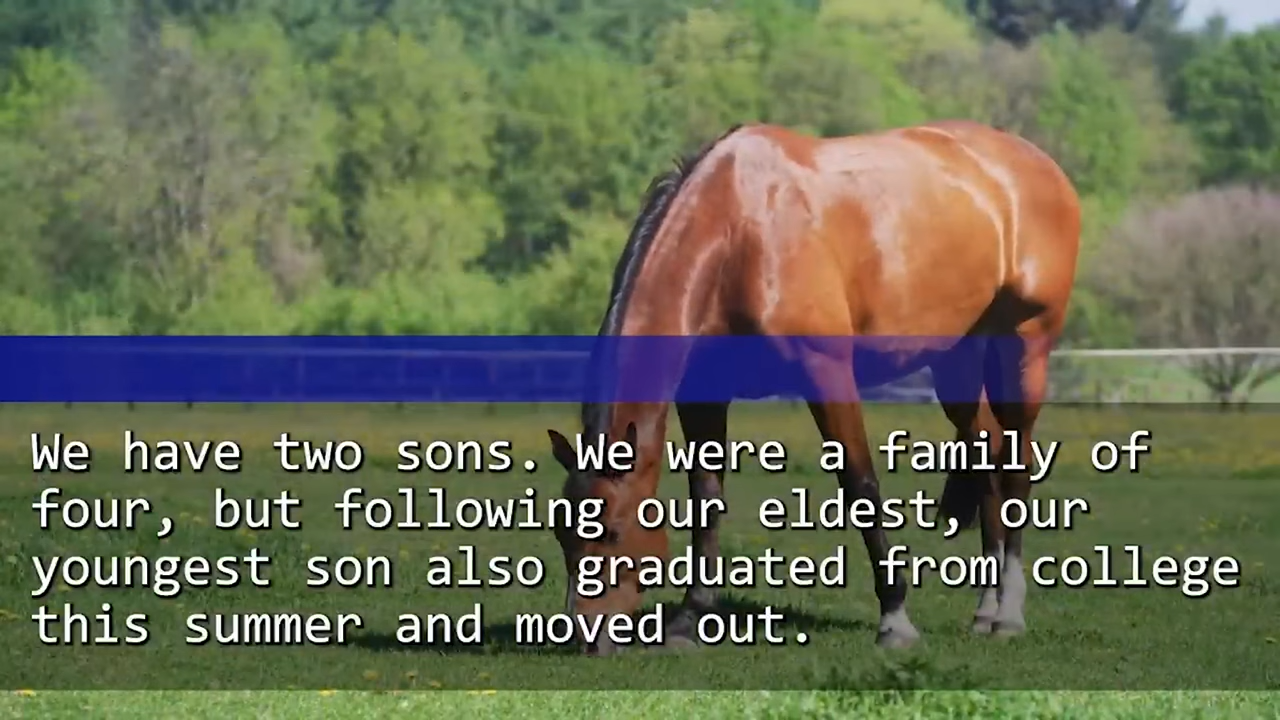 We have two sons. We were a family of
four, but following our eldest, our
youngest son also graduated from college
this summer and moved out.